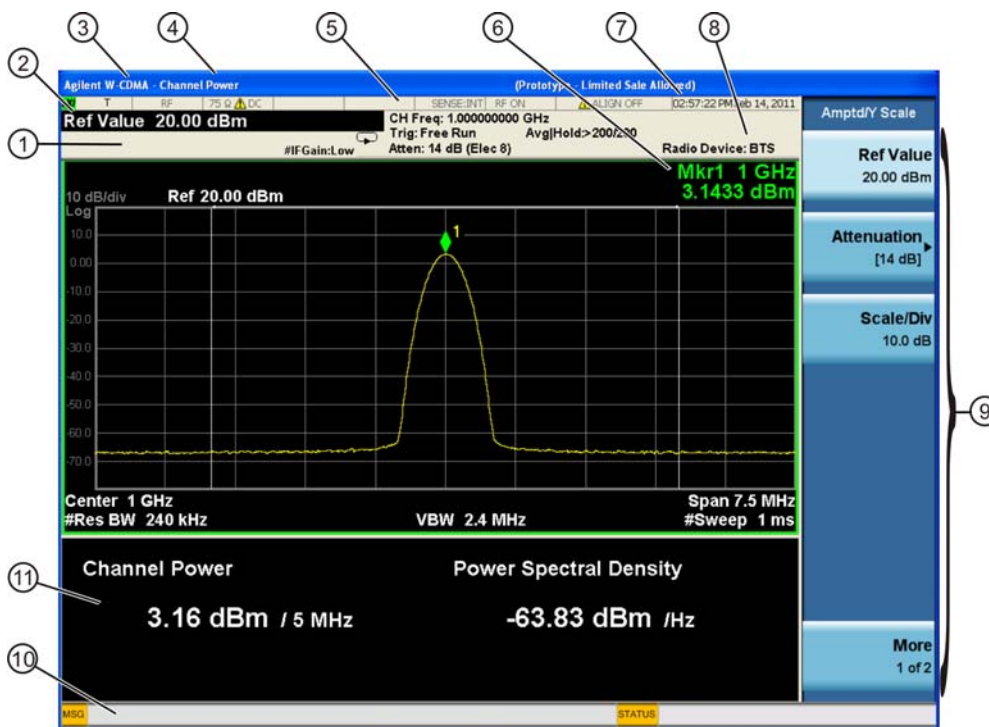 ③ ④ ⑥ ⑦ ⑧
② ⑤
Agilent W-CDMA - Channel Power (Prototype - Limited Sale Allowed)
T RF 75 Ω DC SENSE:INT RF ON ALIGN OFF 02:57:22 PM Feb 14, 2011
Ref Value 20.00 dBm
CH Freq: 1.000000000 GHz
Trig: Free Run Avg|Hold:>200/200
#IFGain:Low Atten: 14 dB (Elec 8) Radio Device: BTS
①
Mkr1 1 GHz
3.1433 dBm
10 dB/div Ref 20.00 dBm
Log
1
10.0
0.00
-10.0
-20.0
-30.0
-40.0
-50.0
-60.0
-70.0
Center 1 GHz Span 7.5 MHz
#Res BW 240 kHz VBW 2.4 MHz #Sweep 1 ms
Channel Power Power Spectral Density
⑪
3.16 dBm / 5 MHz -63.83 dBm /Hz
⑩
MSG STATUS
Amptd/Y Scale
Ref Value
20.00 dBm
Attenuation
[14 dB]
Scale/Div
10.0 dB
⑨
More
1 of 2